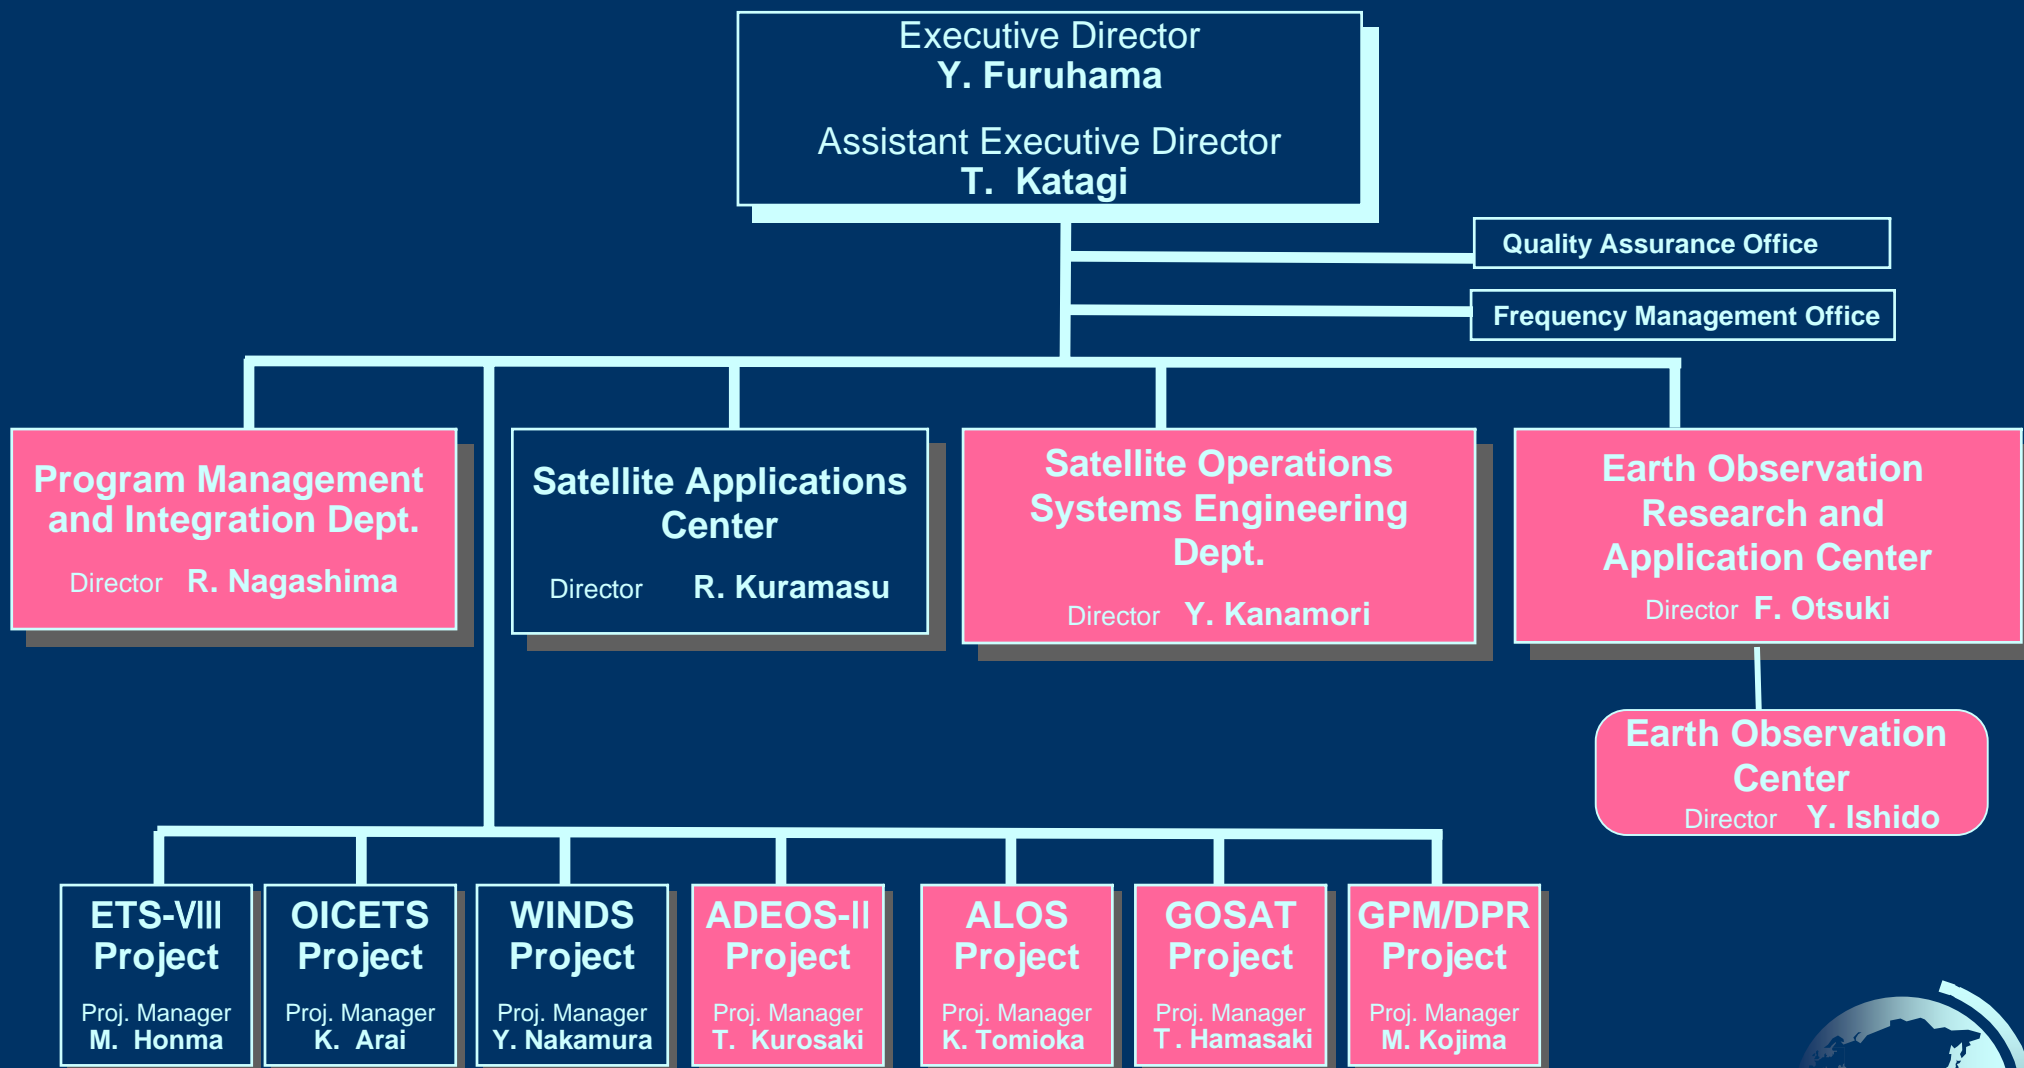 Executive Director
Y. Furuhama
Assistant Executive Director
T. Katagi
Quality Assurance Office
Frequency Management Office
Program Management
and Integration Dept.
Director R. Nagashima
Satellite Applications
Center
Director R. Kuramasu
Satellite Operations
Systems Engineering
Dept.
Director Y. Kanamori
Earth Observation
Research and
Application Center
Director F. Otsuki
Earth Observation
Center
Director Y. Ishido
ETS-VIII
Project
Proj. Manager
M. Honma
OICETS
Project
Proj. Manager
K. Arai
WINDS
Project
Proj. Manager
Y. Nakamura
ADEOS-II
Project
Proj. Manager
T. Kurosaki
ALOS
Project
Proj. Manager
K. Tomioka
GOSAT
Project
Proj. Manager
T. Hamasaki
GPM/DPR
Project
Proj. Manager
M. Kojima